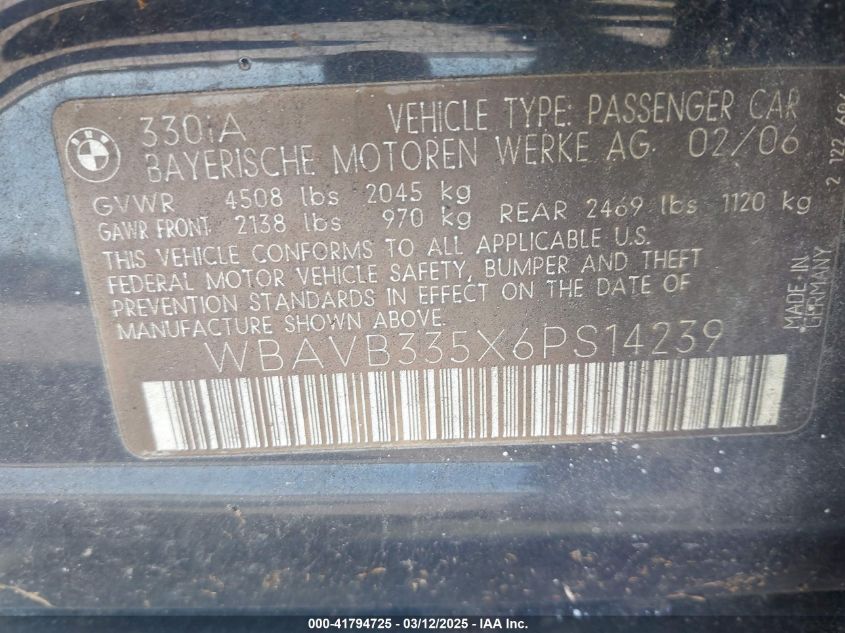 BMW
330iA VEHICLE TYPE: PASSENGER CAR
BAYERISCHE MOTOREN WERKE AG 02/06
GVWR 4508 lbs 2045 kg
GAWR FRONT 2138 lbs 970 kg REAR 2469 lbs 1120 kg
THIS VEHICLE CONFORMS TO ALL APPLICABLE U.S.
FEDERAL MOTOR VEHICLE SAFETY, BUMPER AND THEFT
PREVENTION STANDARDS IN EFFECT ON THE DATE OF
MANUFACTURE SHOWN ABOVE.
WBAVB335X6PS14239
MADE IN
GERMANY
2 122
000-41794725 - 03/12/2025 - IAA Inc.